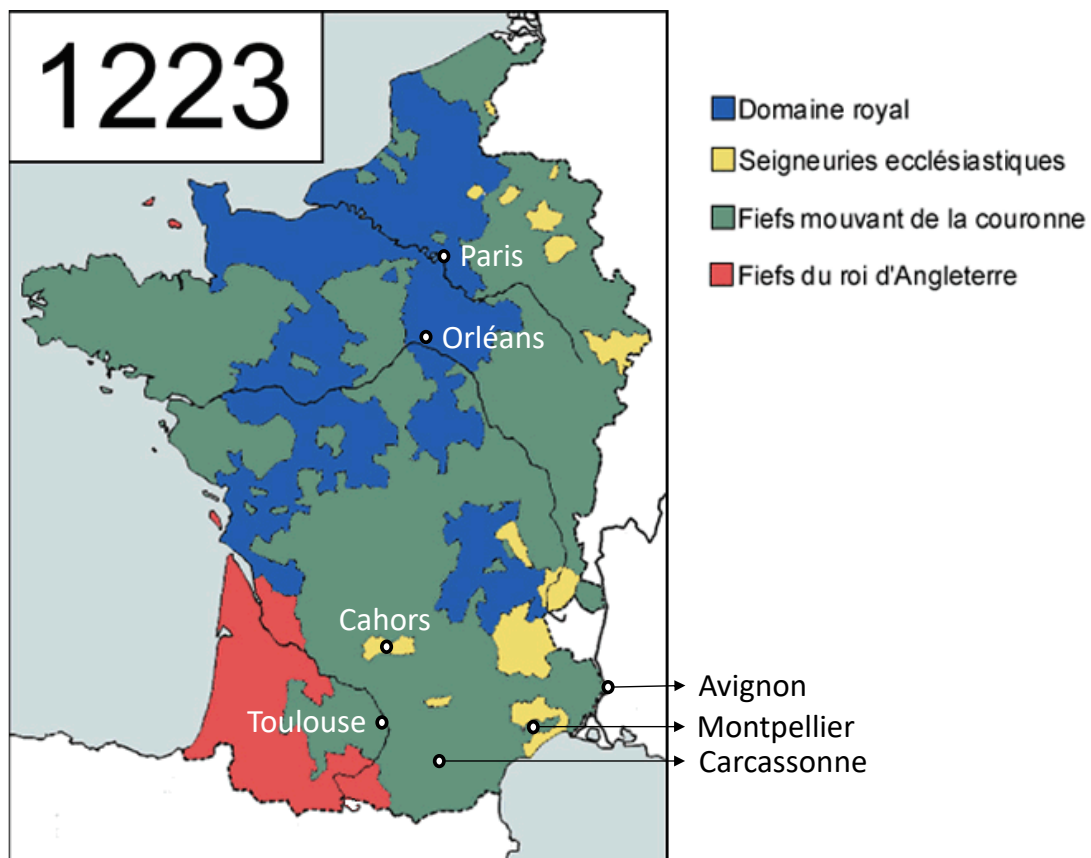 1223
Domaine royal
Seigneuries ecclésiastiques
Fiefs mouvant de la couronne
Fiefs du roi d'Angleterre
Paris
Orléans
Cahors
Toulouse
Avignon
Montpellier
Carcassonne